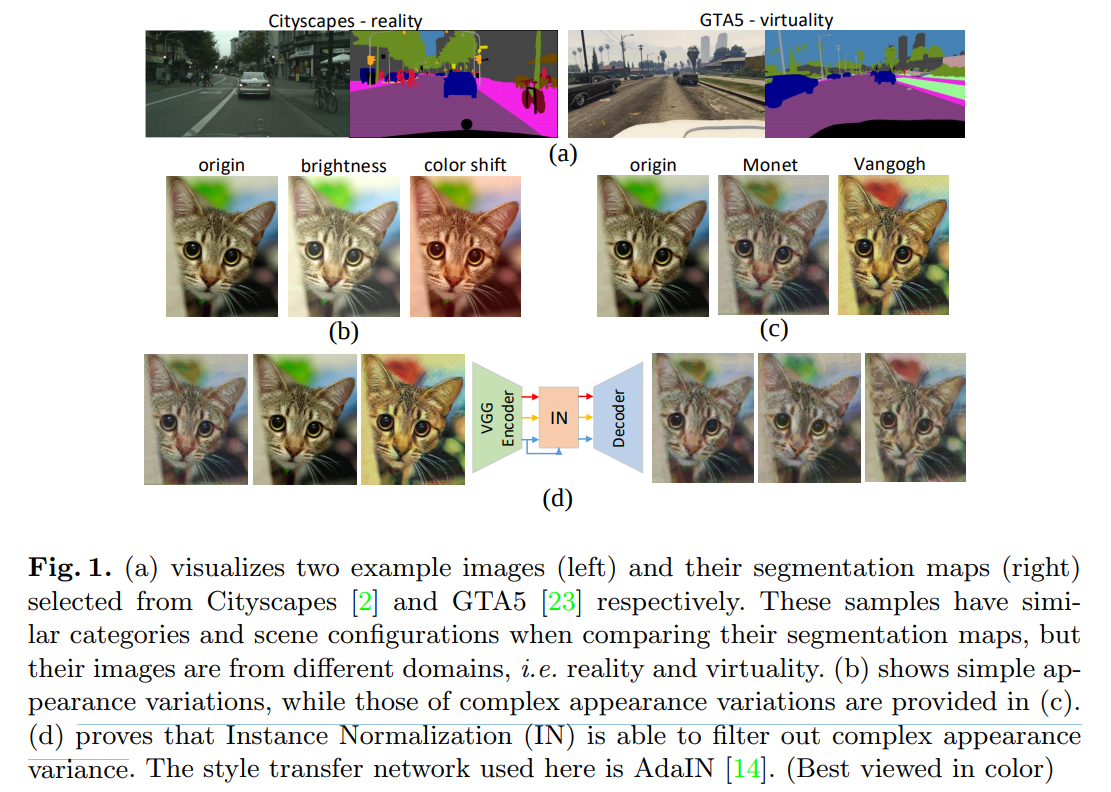 Cityscapes - reality
GTA5 - virtuality
(a)
origin
brightness
color shift
origin
Monet
Vangogh
(b)
(c)
VGG
Encoder
IN
Decoder
(d)
Fig. 1. (a) visualizes two example images (left) and their segmentation maps (right)
selected from Cityscapes [2] and GTA5 [23] respectively. These samples have simi-
lar categories and scene configurations when comparing their segmentation maps, but
their images are from different domains, i.e. reality and virtuality. (b) shows simple ap-
pearance variations, while those of complex appearance variations are provided in (c).
(d) proves that Instance Normalization (IN) is able to filter out complex appearance
variance. The style transfer network used here is AdaIN [14]. (Best viewed in color)